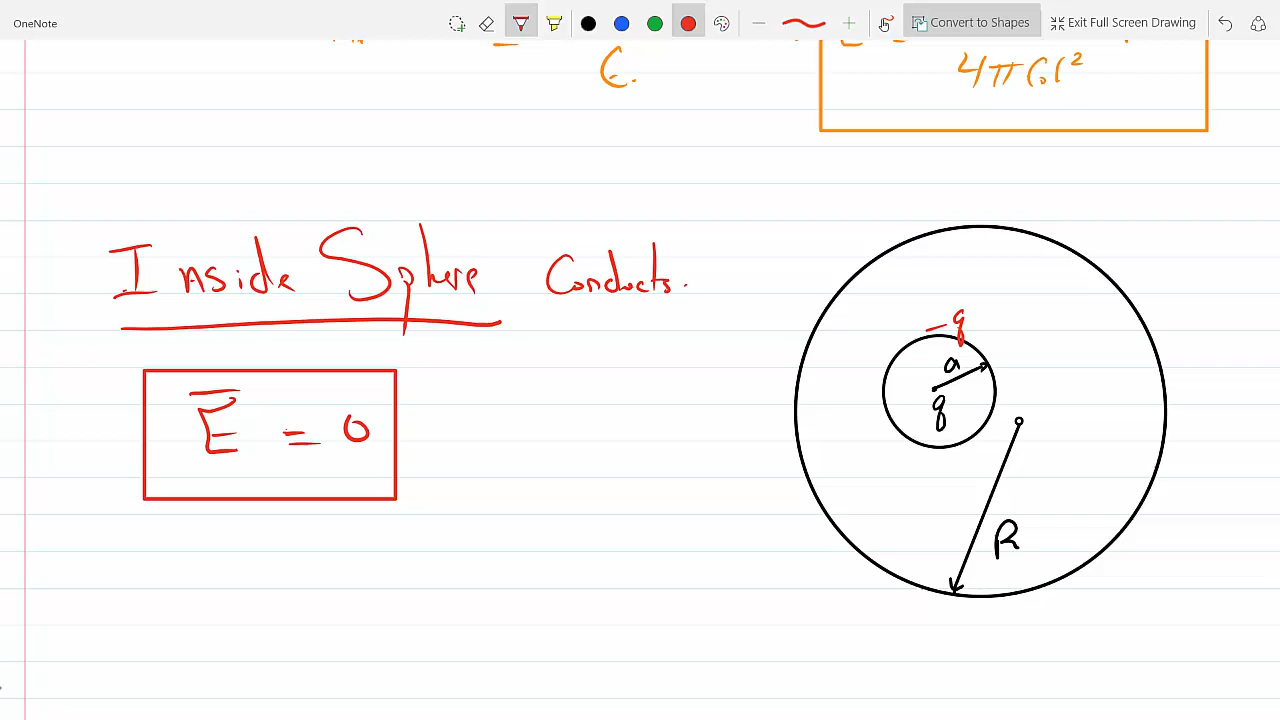 OneNote
Convert to Shapes
Exit Full Screen Drawing
ϵ.
4πϵ₀r²
Inside Sphere Conducts.
E = 0
-q
a
q
R